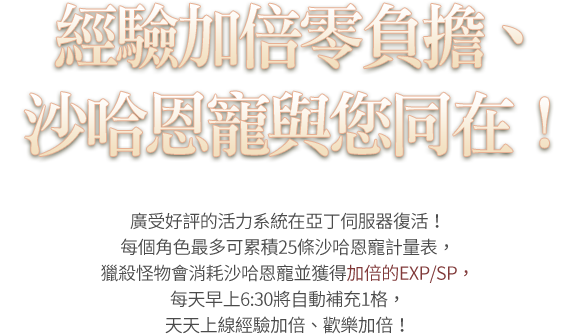 經驗加倍零負擔、
沙哈恩寵與您同在！
廣受好評的活力系統在亞丁伺服器復活！
每個角色最多可累積25條沙哈恩寵計量表，
獵殺怪物會消耗沙哈恩寵並獲得加倍的EXP/SP，
每天早上6:30將自動補充1格，
天天上線經驗加倍、歡樂加倍！